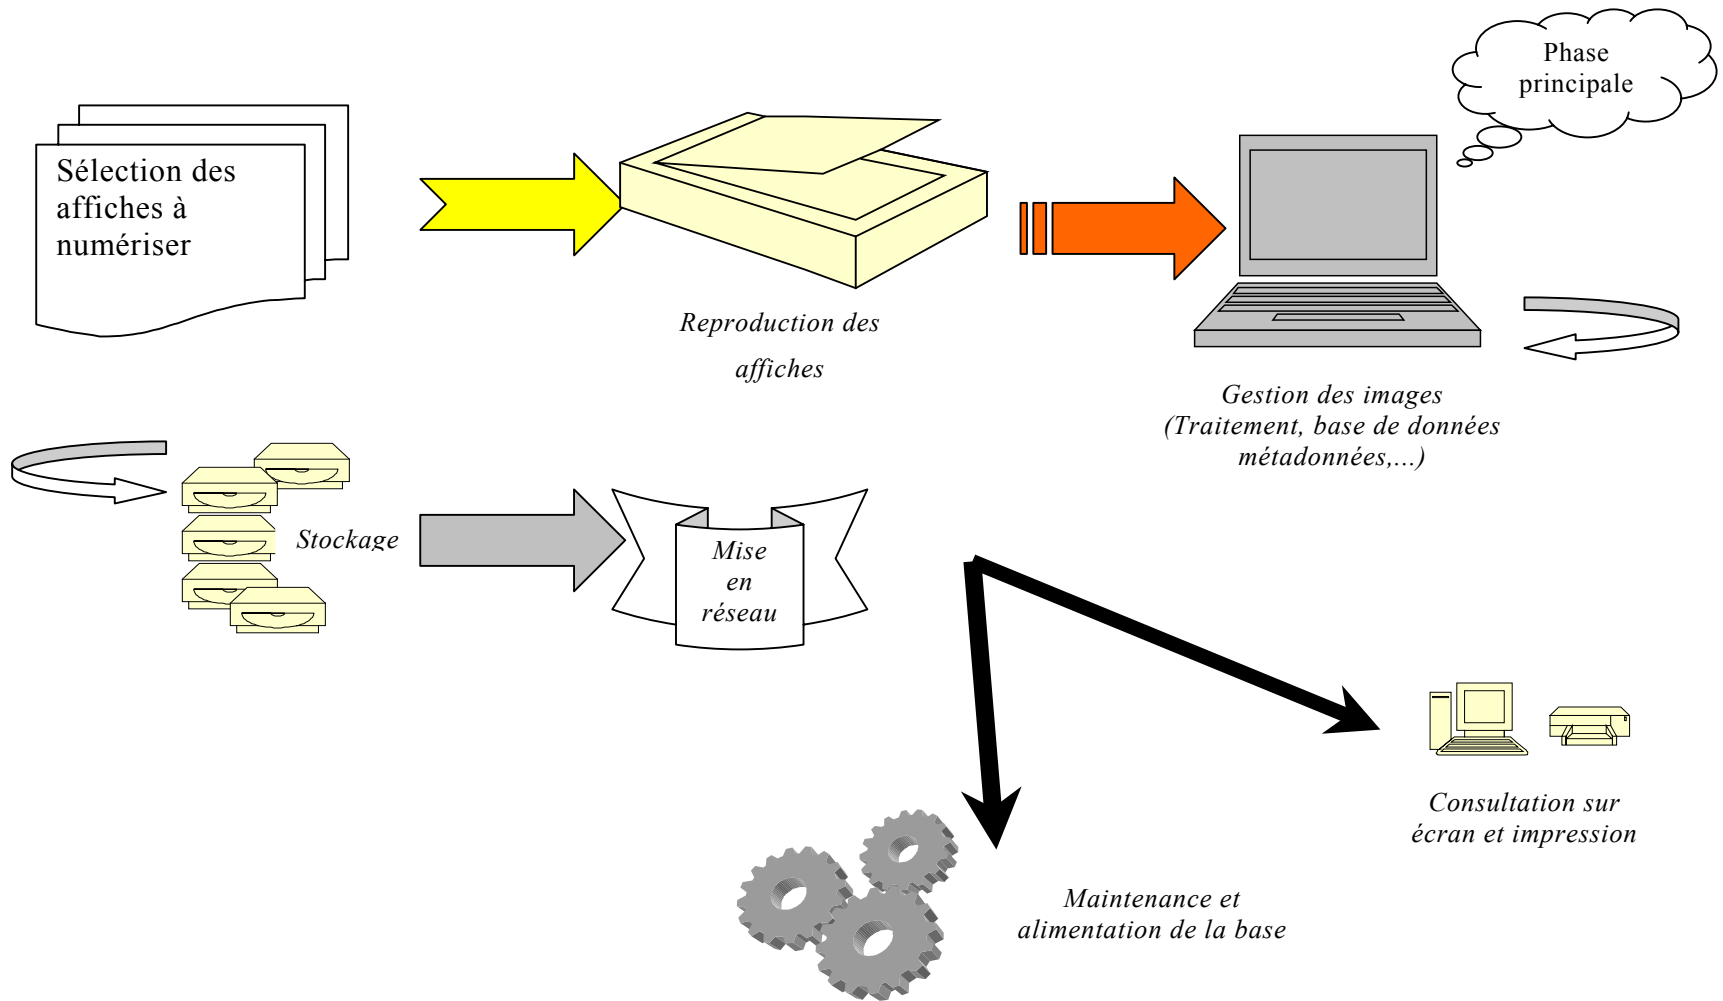 Phase
principale
Sélection des
affiches à
numériser
Reproduction des
affiches
Gestion des images
(Traitement, base de données
métadonnées,...)
Stockage
Mise
en
réseau
Consultation sur
écran et impression
Maintenance et
alimentation de la base